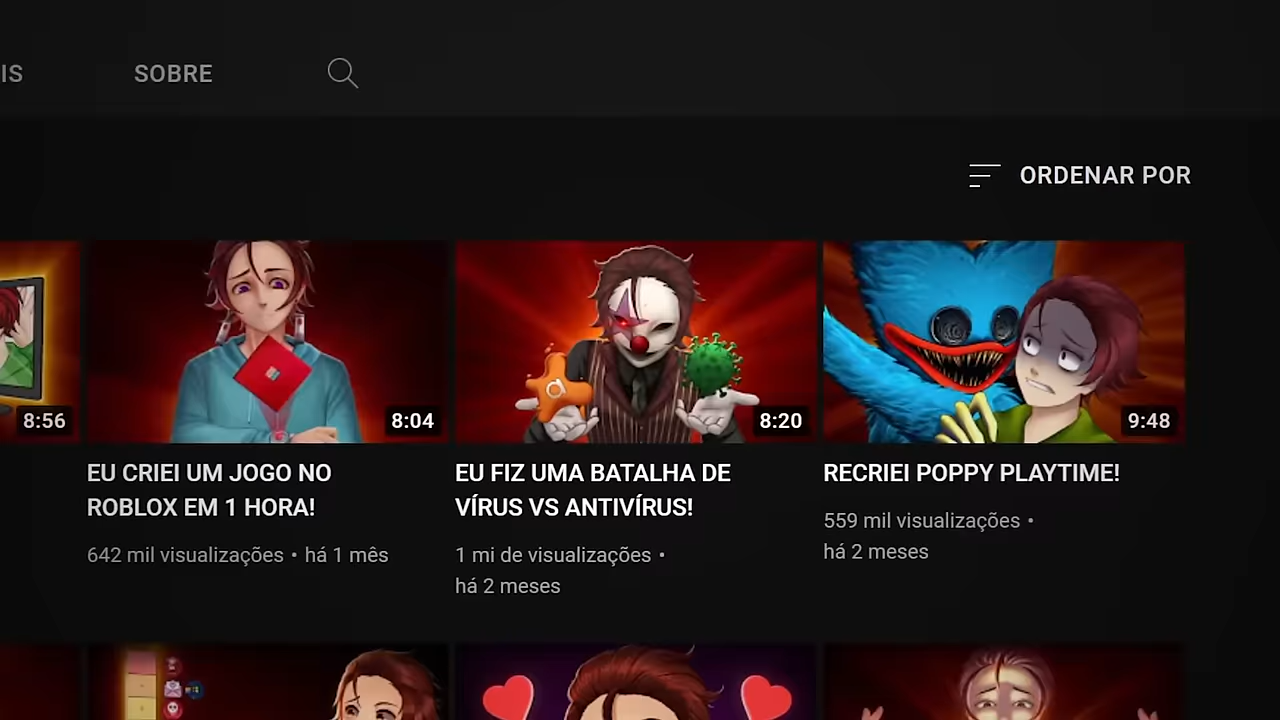 IS
SOBRE
ORDENAR POR
8:56
8:04
8:20
9:48
EU CRIEI UM JOGO NO
ROBLOX EM 1 HORA!
642 mil visualizações • há 1 mês
EU FIZ UMA BATALHA DE
VÍRUS VS ANTIVÍRUS!
1 mi de visualizações •
há 2 meses
RECRIEI POPPY PLAYTIME!
559 mil visualizações •
há 2 meses